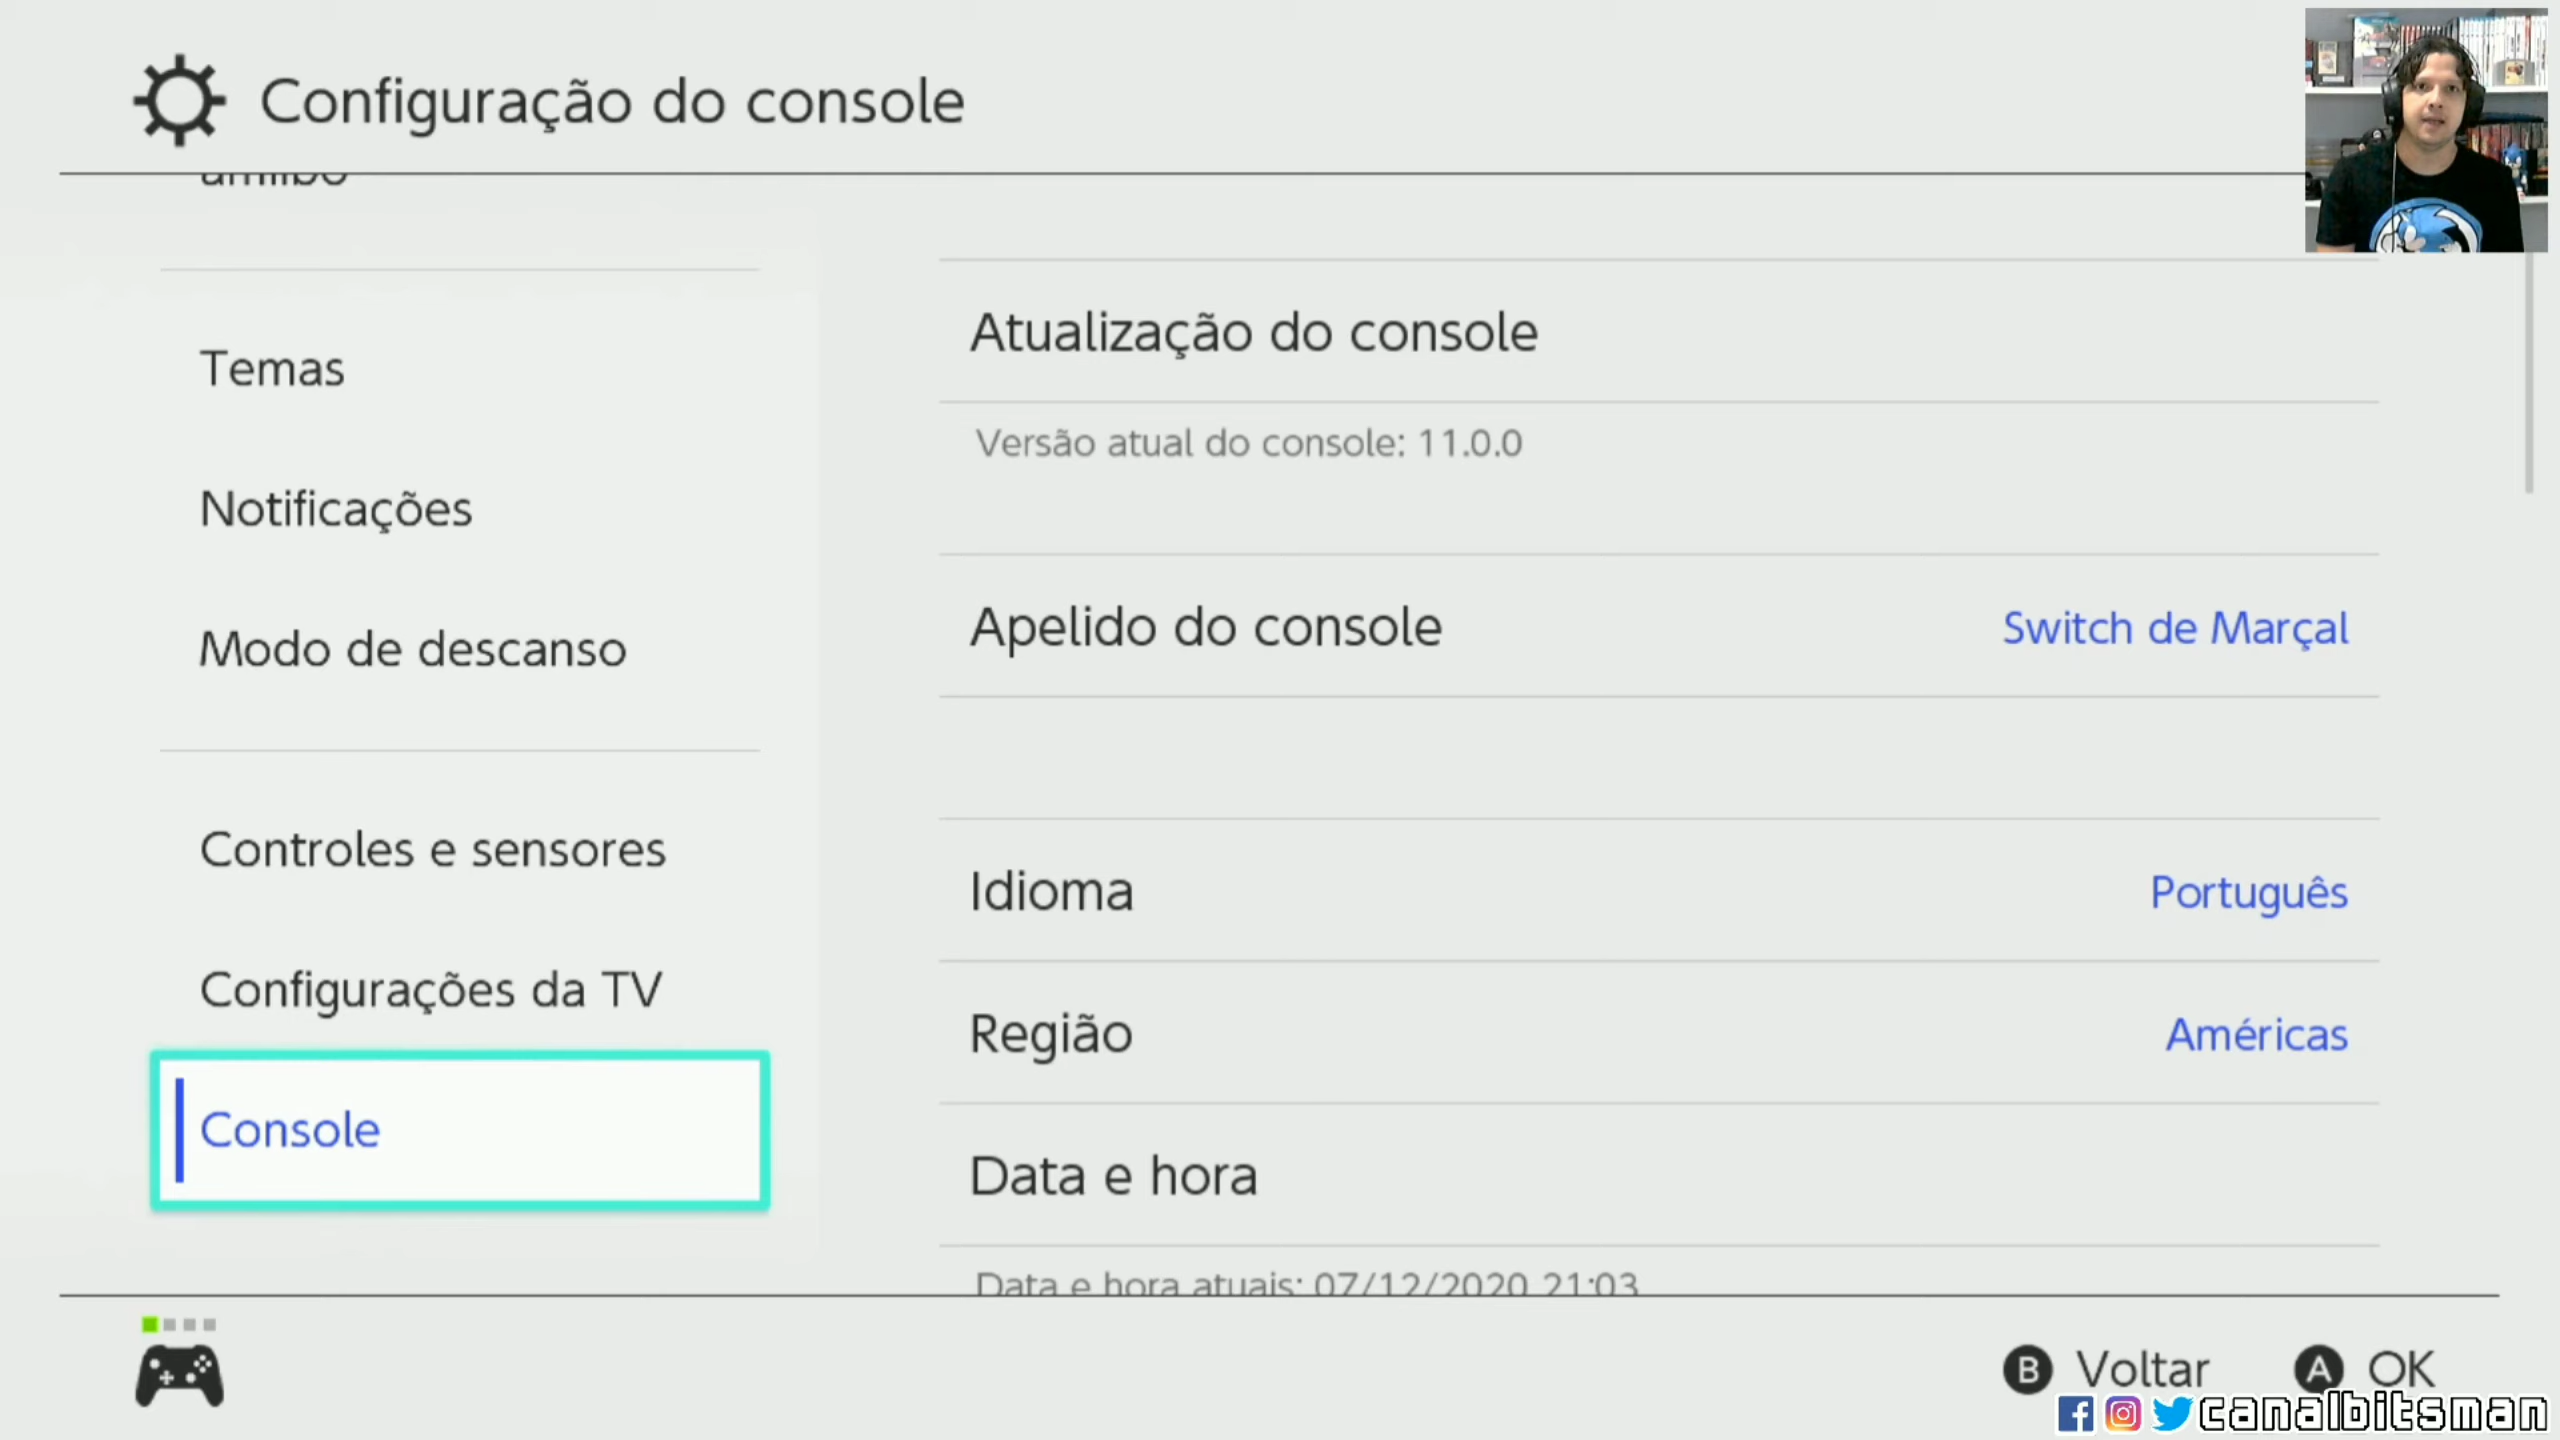 Configuração do console
amiibo
Temas
Notificações
Modo de descanso
Controles e sensores
Configurações da TV
Console
Atualização do console
Versão atual do console: 11.0.0
Apelido do console
Switch de Marçal
Idioma
Português
Região
Américas
Data e hora
Data e hora atuais: 07/12/2020 21:03
B Voltar A OK
canalbitsman